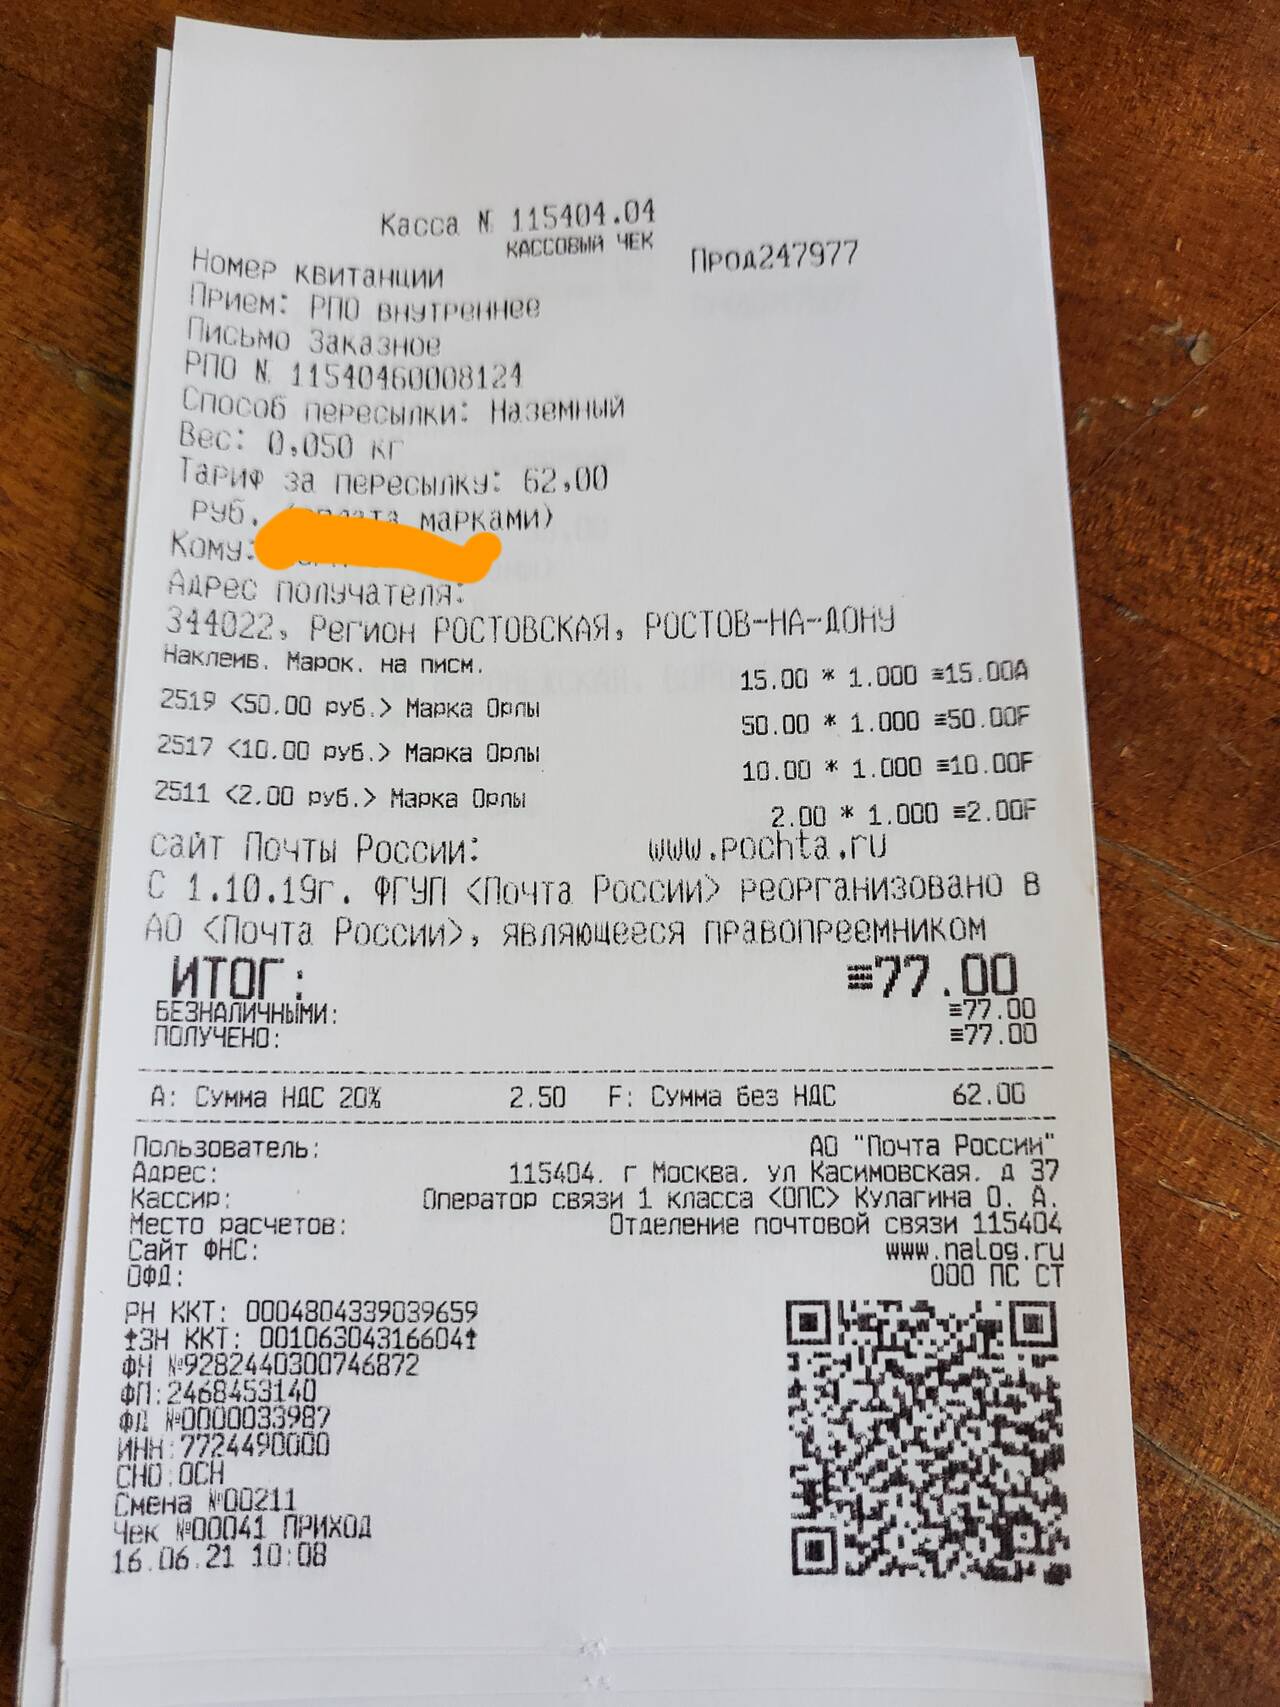 Касса № 115404.04
КАССОВЫЙ ЧЕК
Номер квитанции Прод247977
Прием: РПО внутреннее
Письмо Заказное
РПО № 11540460008124
Способ пересылки: Наземный
Вес: 0,050 кг
Тариф за пересылку: 62,00
руб. марками)
Кому:
Адрес получателя:
344022, Регион РОСТОВСКАЯ, РОСТОВ-НА-ДОНУ
Наклеив. Марок. на писм.
15.00 * 1.000 ≡15.00А
2519 <50.00 руб.> Марка Орлы
50.00 * 1.000 ≡50.00F
2517 <10.00 руб.> Марка Орлы
10.00 * 1.000 ≡10.00F
2511 <2.00 руб.> Марка Орлы
2.00 * 1.000 ≡2.00F
сайт Почты России: www.pochta.ru
С 1.10.19г. ФГУП <Почта России> реорганизовано в
АО <Почта России>, являющееся правопреемником
ИТОГ: ≡77.00
БЕЗНАЛИЧНЫМИ: ≡77.00
ПОЛУЧЕНО: ≡77.00
А: Сумма НДС 20% 2.50 F: Сумма без НДС 62.00
Пользователь: АО "Почта России"
Адрес: 115404. г Москва. ул Касимовская. д 37
Кассир: Оператор связи 1 класса <ОПС> Кулагина О. А.
Место расчетов: Отделение почтовой связи 115404
Сайт ФНС: www.nalog.ru
ОФД: ООО ПС СТ
РН ККТ: 0004804339039659
ЗН ККТ: 00106304316604
ФН №9282440300746872
ФП:2468453140
ФД №0000033987
ИНН:7724490000
СНО:ОСН
Смена №00211
Чек №00041 ПРИХОД
16.06.21 10:08